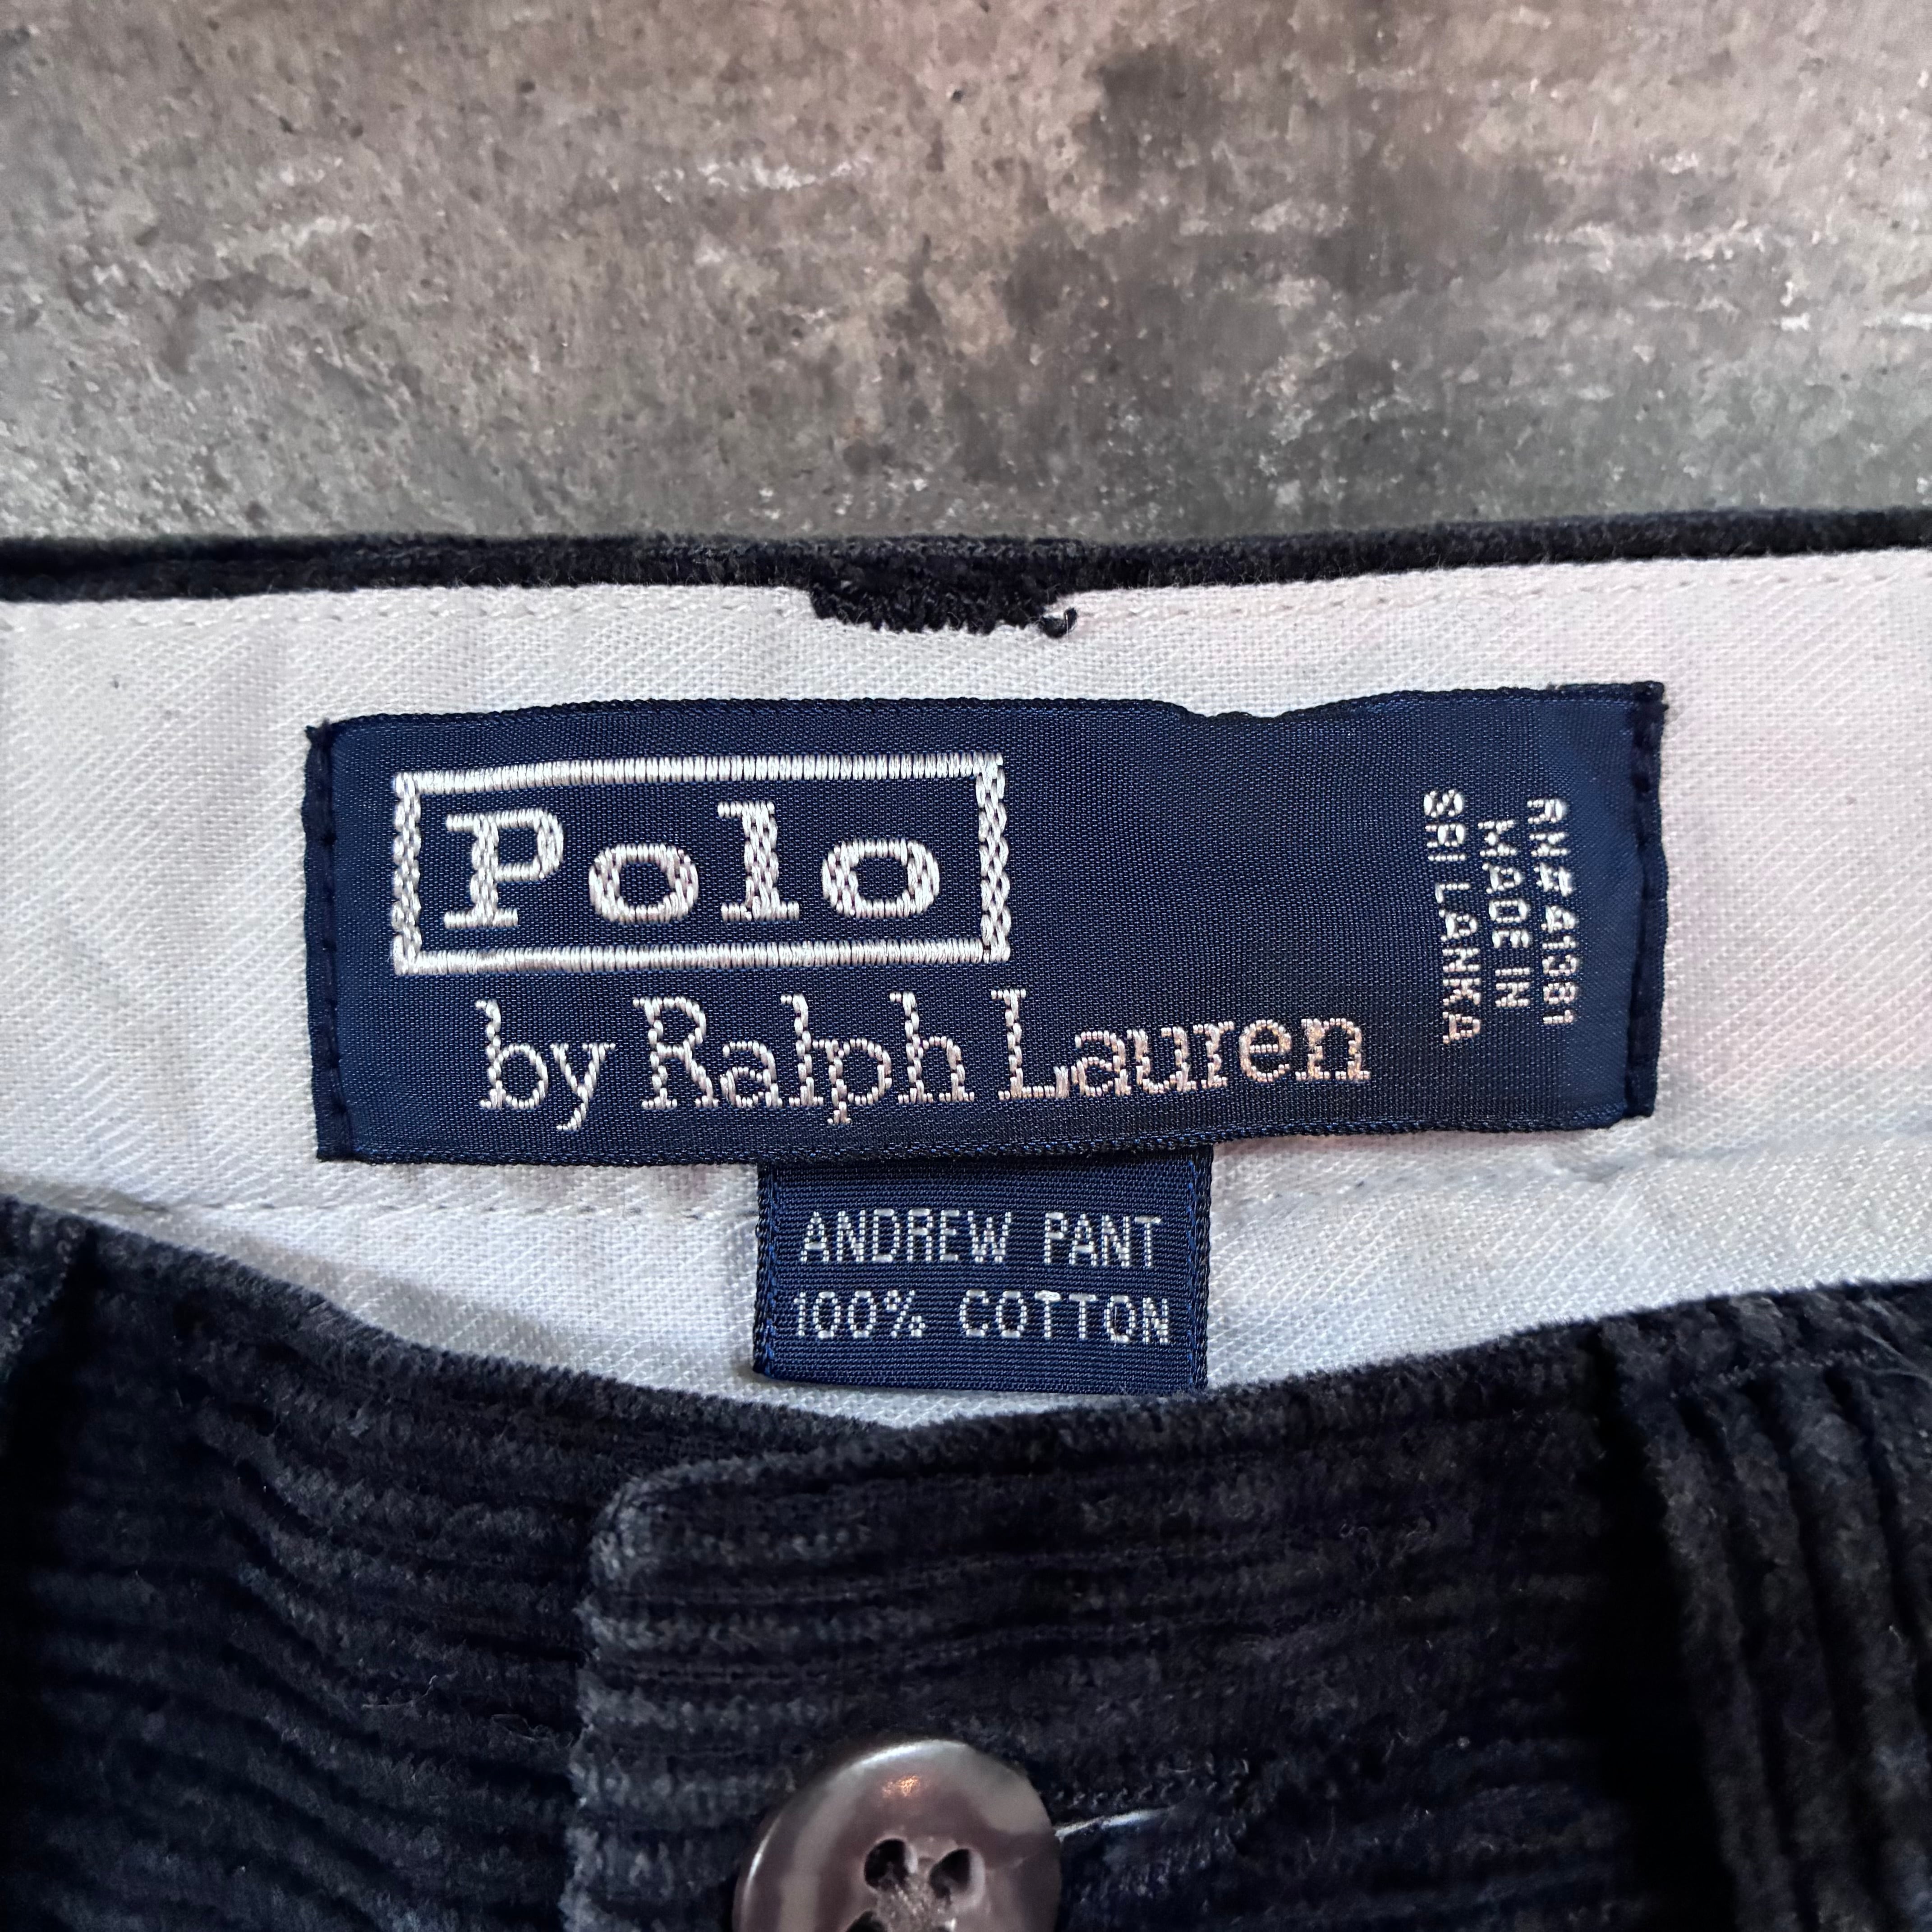 Polo
by Ralph Lauren
RN# 41381
MADE IN
SRI LANKA
ANDREW PANT
100% COTTON